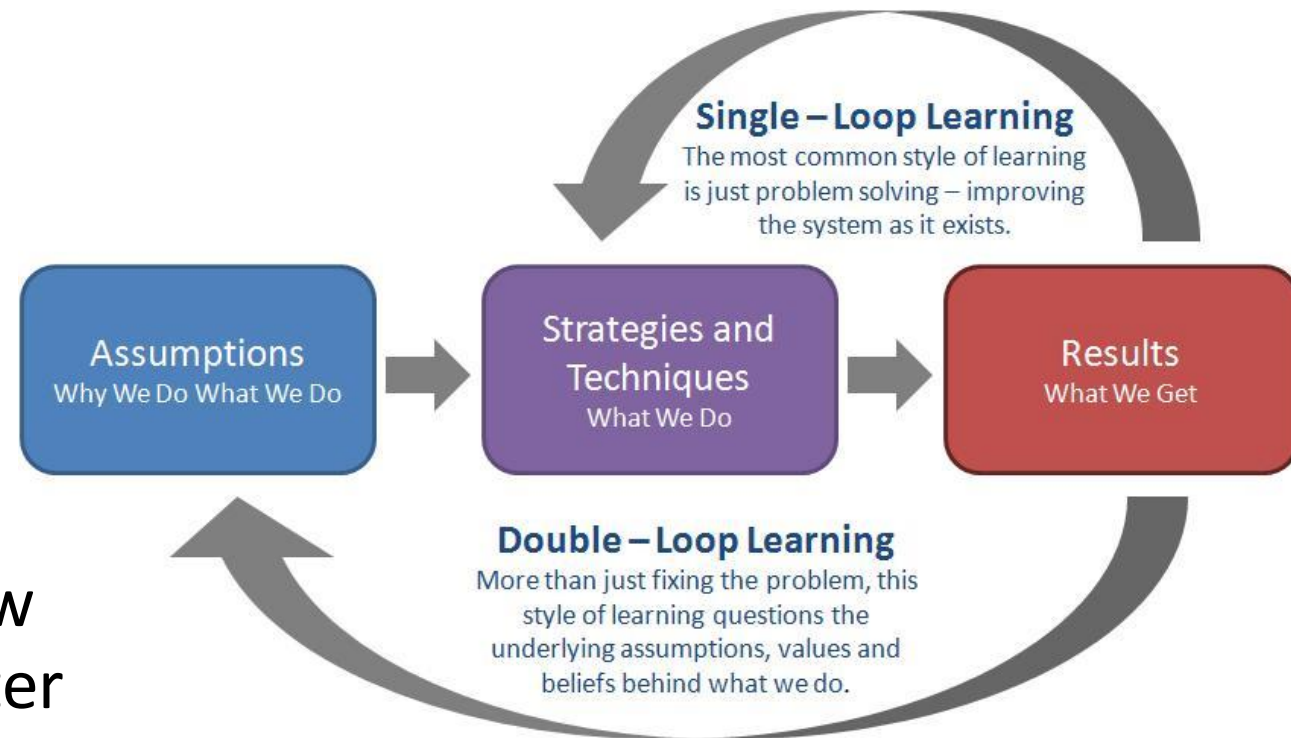 Single – Loop Learning
The most common style of learning
is just problem solving – improving
the system as it exists.
Assumptions
Why We Do What We Do
Strategies and
Techniques
What We Do
Results
What We Get
Double – Loop Learning
More than just fixing the problem, this
style of learning questions the
underlying assumptions, values and
beliefs behind what we do.